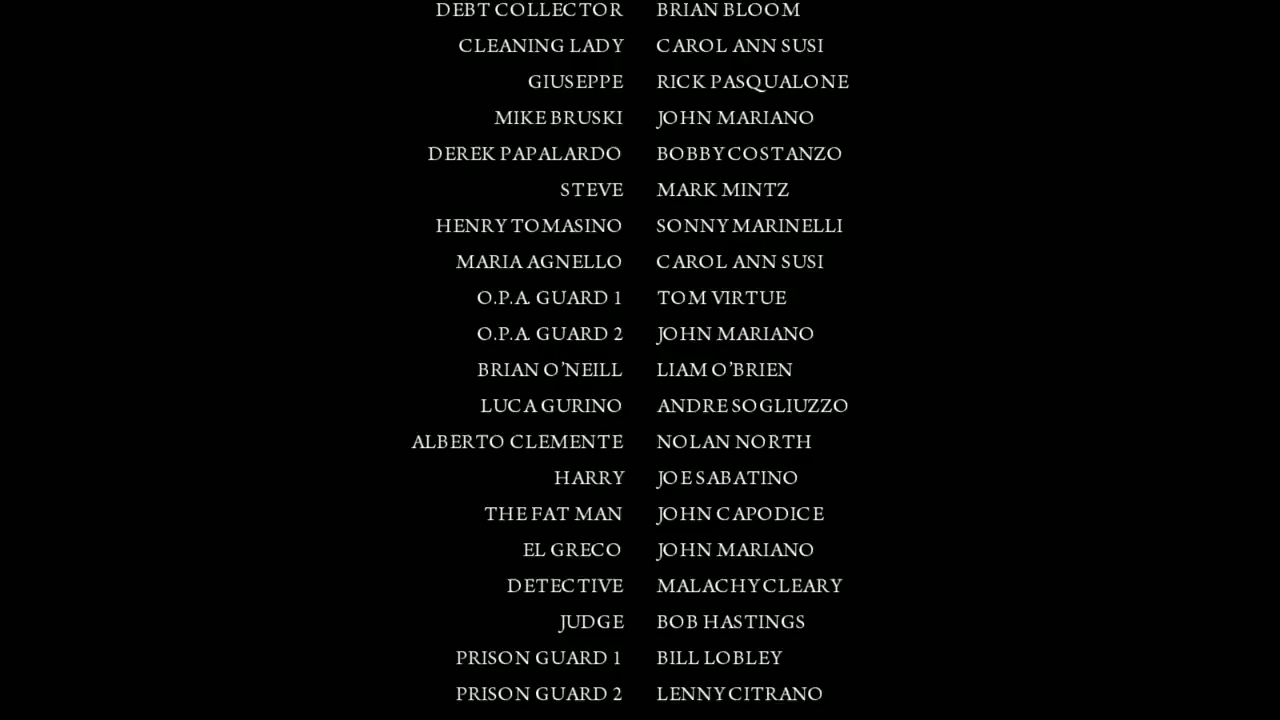 DEBT COLLECTOR BRIAN BLOOM
CLEANING LADY CAROL ANN SUSI
GIUSEPPE RICK PASQUALONE
MIKE BRUSKI JOHN MARIANO
DEREK PAPALARDO BOBBY COSTANZO
STEVE MARK MINTZ
HENRY TOMASINO SONNY MARINELLI
MARIA AGNELLO CAROL ANN SUSI
O.P.A. GUARD 1 TOM VIRTUE
O.P.A. GUARD 2 JOHN MARIANO
BRIAN O’NEILL LIAM O’BRIEN
LUCA GURINO ANDRE SOGLIUZZO
ALBERTO CLEMENTE NOLAN NORTH
HARRY JOE SABATINO
THE FAT MAN JOHN CAPODICE
EL GRECO JOHN MARIANO
DETECTIVE MALACHY CLEARY
JUDGE BOB HASTINGS
PRISON GUARD 1 BILL LOBLEY
PRISON GUARD 2 LENNY CITRANO